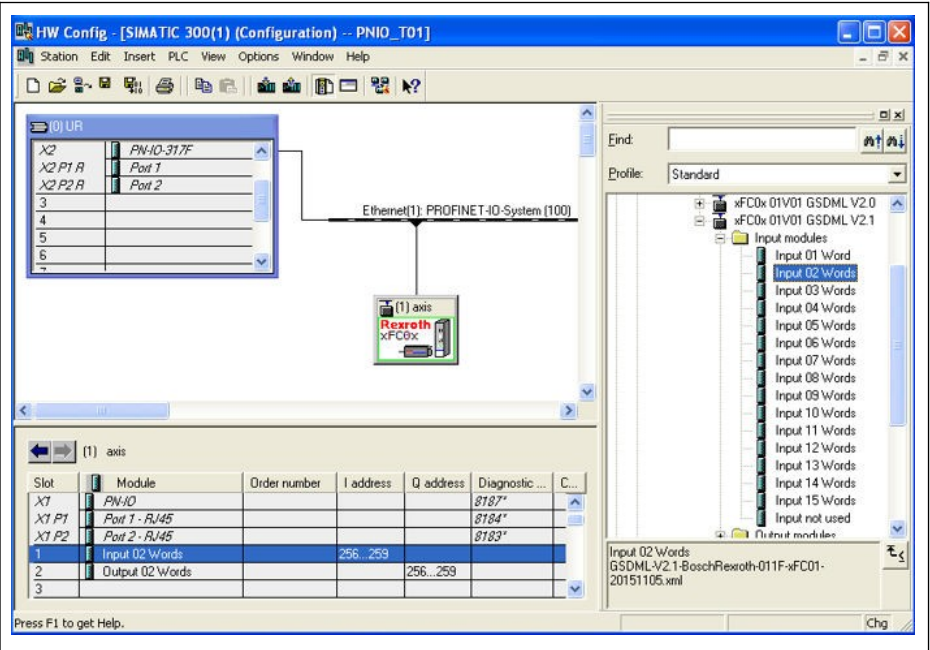 HW Config - [SIMATIC 300(1) (Configuration) -- PNIO_T01]
Station Edit Insert PLC View Options Window Help
(0) UR
X2 PN-IO-317F
X2 P1 R Port 1
X2 P2 R Port 2
3
4
5
6
7
Ethernet(1): PROFINET-IO-System (100)
(1) axis
Rexroth
xFC0x
Find:
Profile: Standard
xFC0x 01V01 GSDML V2.0
xFC0x 01V01 GSDML V2.1
Input modules
Input 01 Word
Input 02 Words
Input 03 Words
Input 04 Words
Input 05 Words
Input 06 Words
Input 07 Words
Input 08 Words
Input 09 Words
Input 10 Words
Input 11 Words
Input 12 Words
Input 13 Words
Input 14 Words
Input 15 Words
Input not used
Output modules
(1) axis
Slot Module Order number I address Q address Diagnostic ... C...
X1 PN-IO 8187*
X1 P1 Port 1 - RJ45 8184*
X1 P2 Port 2 - RJ45 8183*
1 Input 02 Words 256...259
2 Output 02 Words 256...259
3
Input 02 Words
GSDML-V2.1-BoschRexroth-011F-xFC01-
20151105.xml
Press F1 to get Help.
Chg